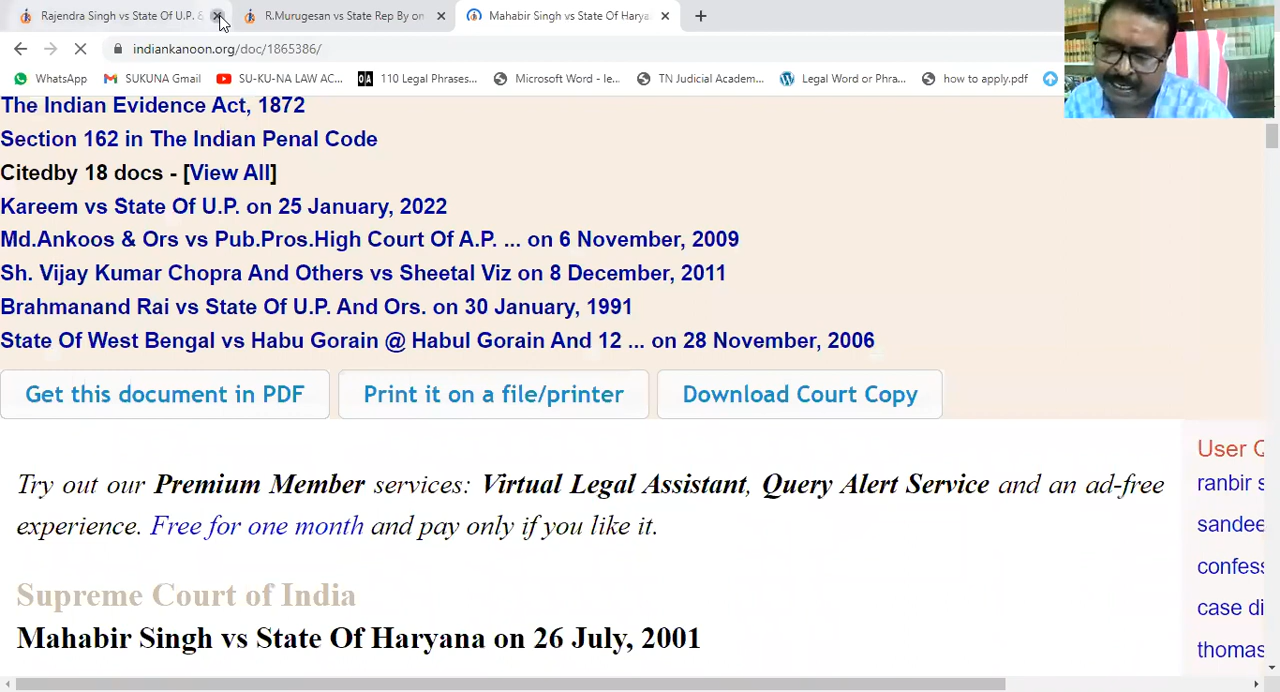 Rajendra Singh vs State Of U.P. &
R.Murugesan vs State Rep By on
Mahabir Singh vs State Of Harya
indiankanoon.org/doc/1865386/
WhatsApp
SUKUNA Gmail
SU-KU-NA LAW AC...
OA
110 Legal Phrases...
Microsoft Word - le...
TN Judicial Academ...
Legal Word or Phra...
how to apply.pdf
The Indian Evidence Act, 1872
Section 162 in The Indian Penal Code
Citedby 18 docs - [View All]
Kareem vs State Of U.P. on 25 January, 2022
Md.Ankoos & Ors vs Pub.Pros.High Court Of A.P. ... on 6 November, 2009
Sh. Vijay Kumar Chopra And Others vs Sheetal Viz on 8 December, 2011
Brahmanand Rai vs State Of U.P. And Ors. on 30 January, 1991
State Of West Bengal vs Habu Gorain @ Habul Gorain And 12 ... on 28 November, 2006
Get this document in PDF
Print it on a file/printer
Download Court Copy
Try out our Premium Member services: Virtual Legal Assistant, Query Alert Service and an ad-free
experience. Free for one month and pay only if you like it.
Supreme Court of India
Mahabir Singh vs State Of Haryana on 26 July, 2001
User Q
ranbir s
sandee
confess
case di
thomas